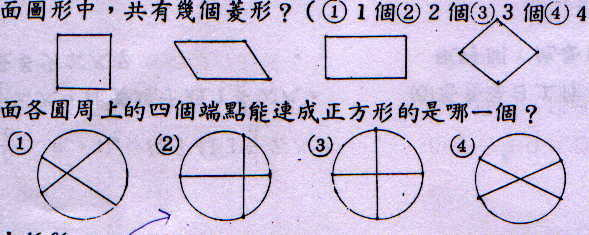 面圖形中，共有幾個菱形？(① 1 個② 2 個③ 3 個④ 4
面各圓周上的四個端點能連成正方形的是哪一個？
① ② ③ ④